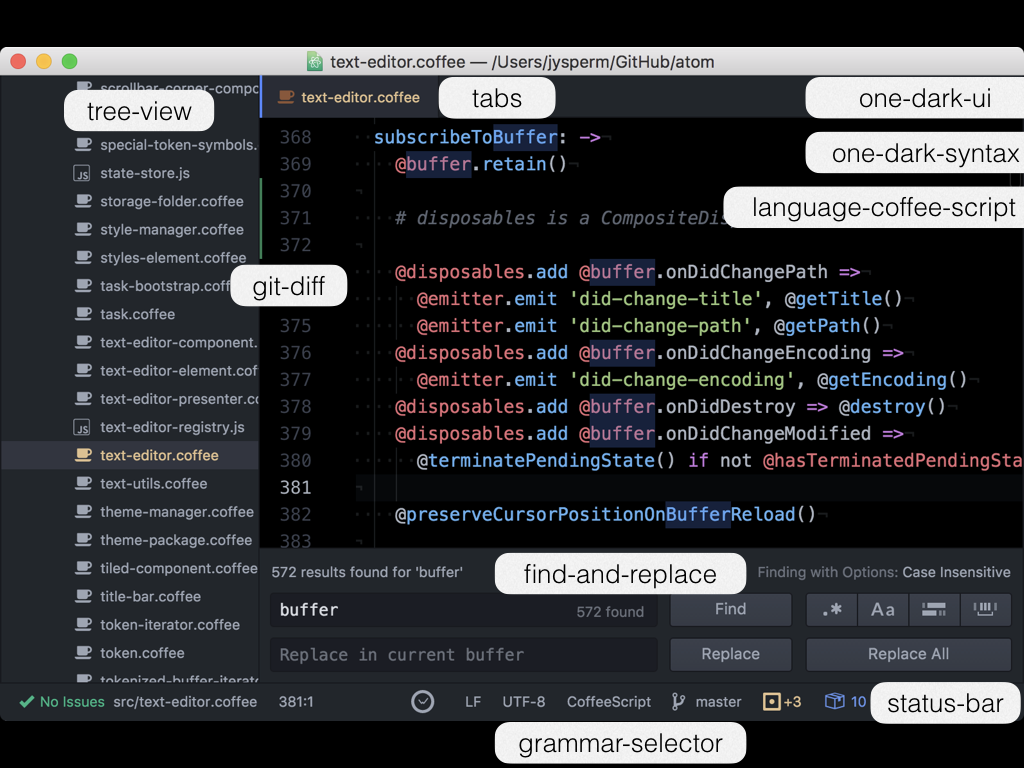 text-editor.coffee — /Users/jysperm/GitHub/atom
scrollbar-corner-compo
tree-view
special-token-symbols.
JS state-store.js
storage-folder.coffee
style-manager.coffee
styles-element.coffee
task-bootstrap.coff
task.coffee
text-editor-component.
text-editor-element.cof
text-editor-presenter.co
JS text-editor-registry.js
text-editor.coffee
text-utils.coffee
theme-manager.coffee
theme-package.coffee
tiled-component.coffee
title-bar.coffee
token-iterator.coffee
token.coffee
tokenized-buffer-iterato
text-editor.coffee
tabs
one-dark-ui
one-dark-syntax
language-coffee-script
git-diff
368 subscribeToBuffer: ->
369 @buffer.retain()
370
371 # disposables is a CompositeDis
372
@disposables.add @buffer.onDidChangePath =>
@emitter.emit 'did-change-title', @getTitle()
375 @emitter.emit 'did-change-path', @getPath()
376 @disposables.add @buffer.onDidChangeEncoding =>
377 @emitter.emit 'did-change-encoding', @getEncoding()
378 @disposables.add @buffer.onDidDestroy => @destroy()
379 @disposables.add @buffer.onDidChangeModified =>
380 @terminatePendingState() if not @hasTerminatedPendingSta
381
382 @preserveCursorPositionOnBufferReload()
383
572 results found for 'buffer'
find-and-replace
Finding with Options: Case Insensitive
buffer 572 found
Find
.* Aa
Replace in current buffer
Replace
Replace All
No Issues src/text-editor.coffee 381:1 LF UTF-8 CoffeeScript master +3 10
status-bar
grammar-selector